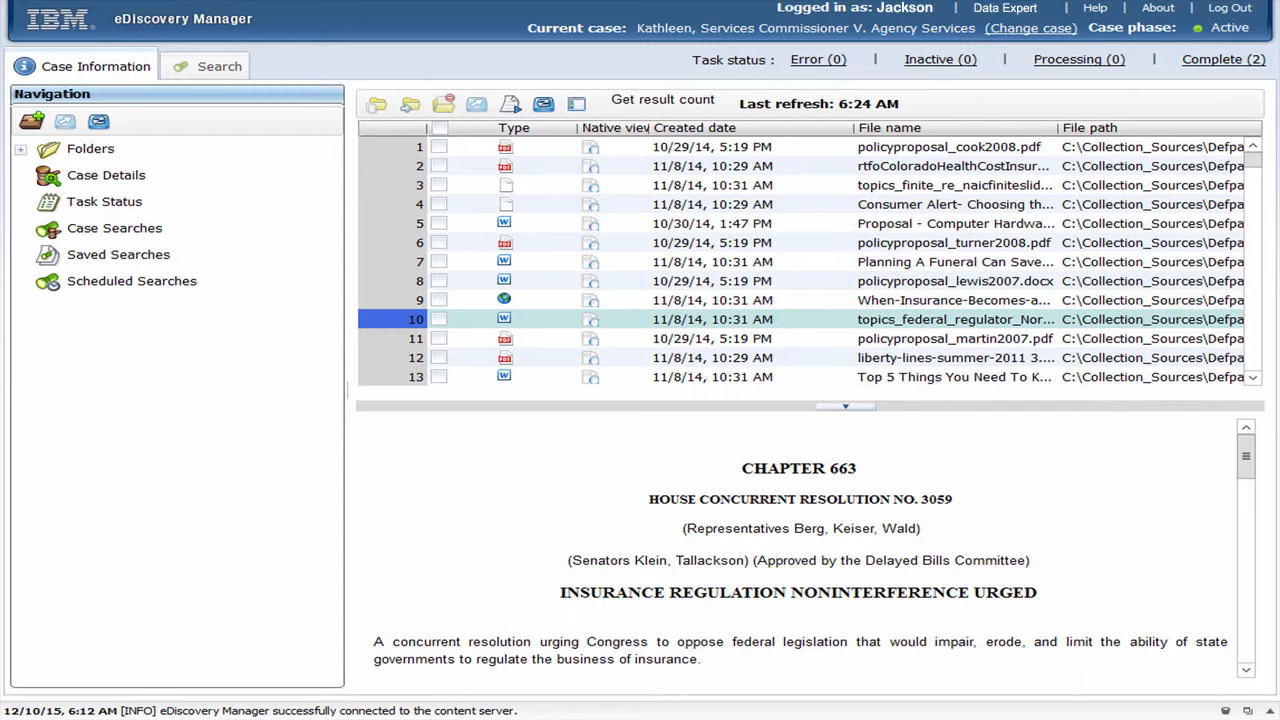 IBM eDiscovery Manager
Logged in as: Jackson | Data Expert | Help | About | Log Out
Current case: Kathleen, Services Commissioner V. Agency Services (Change case) Case phase: Active
Case Information Search
Task status : Error (0) | Inactive (0) | Processing (0) | Complete (2)
Navigation
Folders
Case Details
Task Status
Case Searches
Saved Searches
Scheduled Searches
Get result count Last refresh: 6:24 AM
Type Native view Created date File name File path
1 10/29/14, 5:19 PM policyproposal_cook2008.pdf C:\Collection_Sources\Defpa
2 11/8/14, 10:29 AM rtfoColoradoHealthCostInsur... C:\Collection_Sources\Defpa
3 11/8/14, 10:31 AM topics_finite_re_naicfiniteslid... C:\Collection_Sources\Defpa
4 11/8/14, 10:29 AM Consumer Alert- Choosing th... C:\Collection_Sources\Defpa
5 10/30/14, 1:47 PM Proposal - Computer Hardwa... C:\Collection_Sources\Defpa
6 10/29/14, 5:19 PM policyproposal_turner2008.pdf C:\Collection_Sources\Defpa
7 11/8/14, 10:31 AM Planning A Funeral Can Save... C:\Collection_Sources\Defpa
8 10/29/14, 5:19 PM policyproposal_lewis2007.docx C:\Collection_Sources\Defpa
9 11/8/14, 10:31 AM When-Insurance-Becomes-a... C:\Collection_Sources\Defpa
10 11/8/14, 10:31 AM topics_federal_regulator_Nor... C:\Collection_Sources\Defpa
11 10/29/14, 5:19 PM policyproposal_martin2007.pdf C:\Collection_Sources\Defpa
12 11/8/14, 10:29 AM liberty-lines-summer-2011 3.... C:\Collection_Sources\Defpa
13 11/8/14, 10:31 AM Top 5 Things You Need To K... C:\Collection_Sources\Defpa
CHAPTER 663
HOUSE CONCURRENT RESOLUTION NO. 3059
(Representatives Berg, Keiser, Wald)
(Senators Klein, Tallackson) (Approved by the Delayed Bills Committee)
INSURANCE REGULATION NONINTERFERENCE URGED
A concurrent resolution urging Congress to oppose federal legislation that would impair, erode, and limit the ability of state
governments to regulate the business of insurance.
12/10/15, 6:12 AM [INFO] eDiscovery Manager successfully connected to the content server.